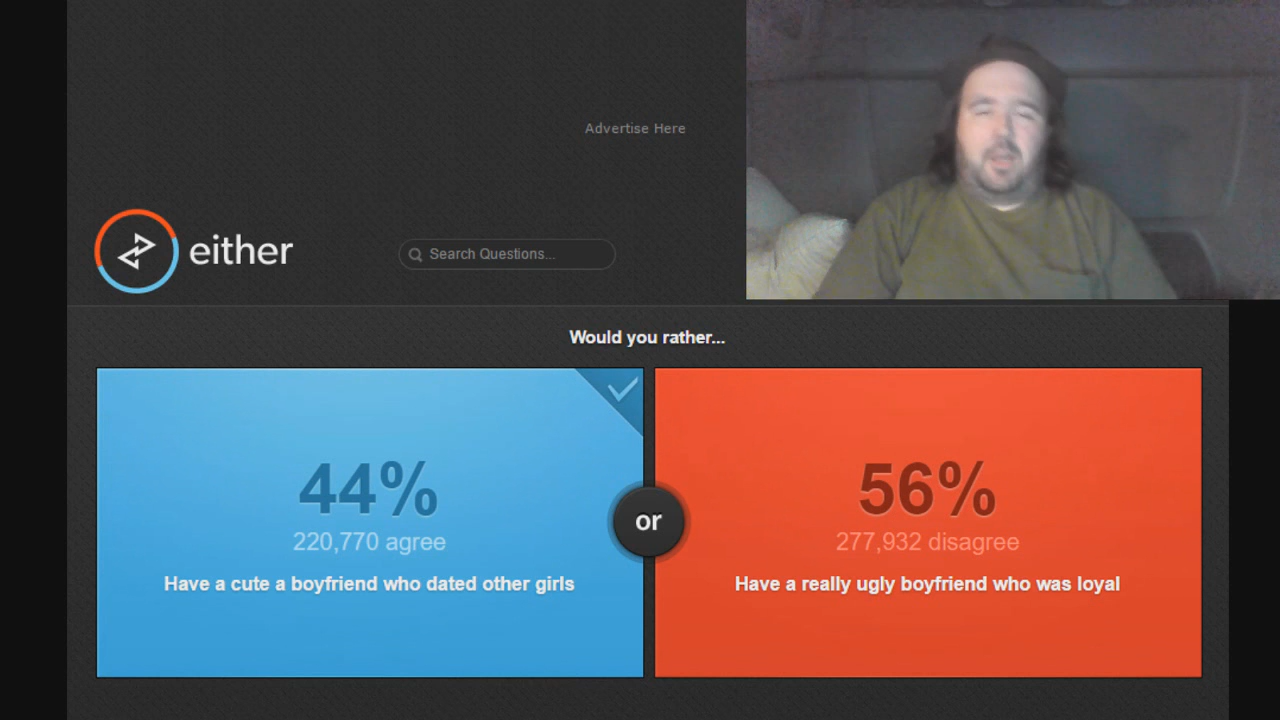 Advertise Here
either
Search Questions...
Would you rather...
44%
220,770 agree
Have a cute a boyfriend who dated other girls
or
56%
277,932 disagree
Have a really ugly boyfriend who was loyal